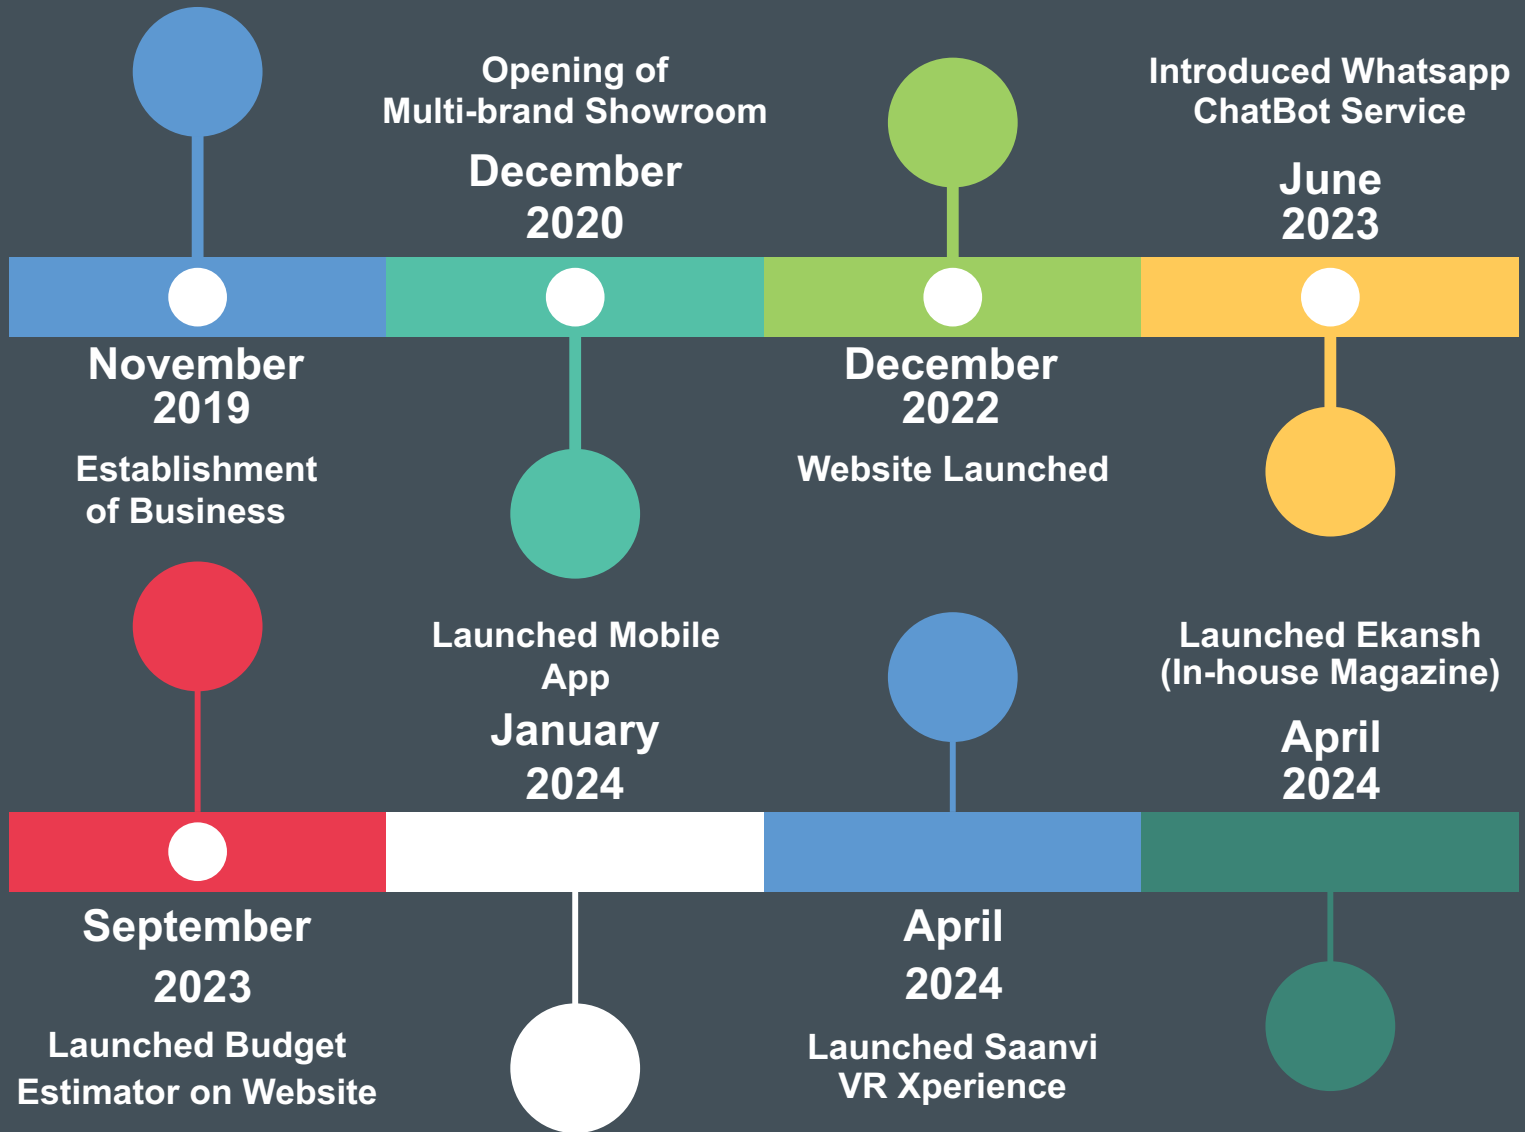 November
2019
Establishment
of Business
Opening of
Multi-brand Showroom
December
2020
December
2022
Website Launched
Introduced Whatsapp
ChatBot Service
June
2023
September
2023
Launched Budget
Estimator on Website
Launched Mobile
App
January
2024
April
2024
Launched Saanvi
VR Xperience
Launched Ekansh
(In-house Magazine)
April
2024